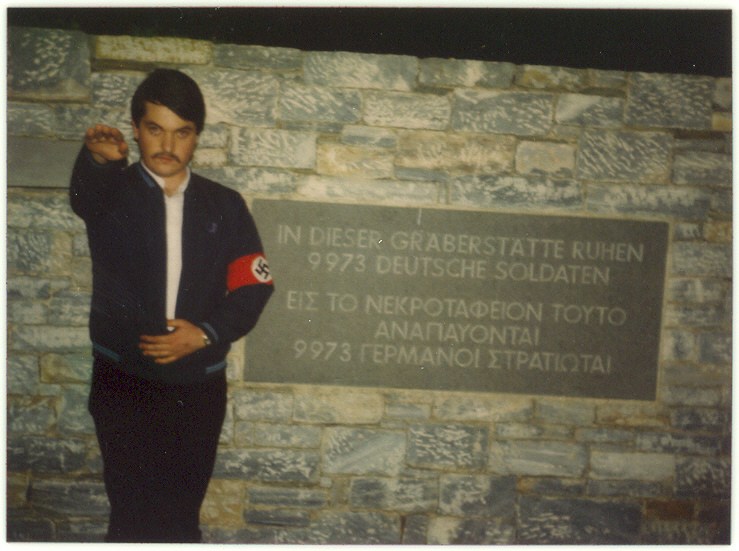 IN DIESER GRÄBERSTÄTTE RUHEN
9973 DEUTSCHE SOLDATEN
ΕΙΣ ΤΟ ΝΕΚΡΟΤΑΦΕΙΟΝ ΤΟΥΤΟ
ΑΝΑΠΑΥΟΝΤΑΙ
9973 ΓΕΡΜΑΝΟΙ ΣΤΡΑΤΙΩΤΑΙ